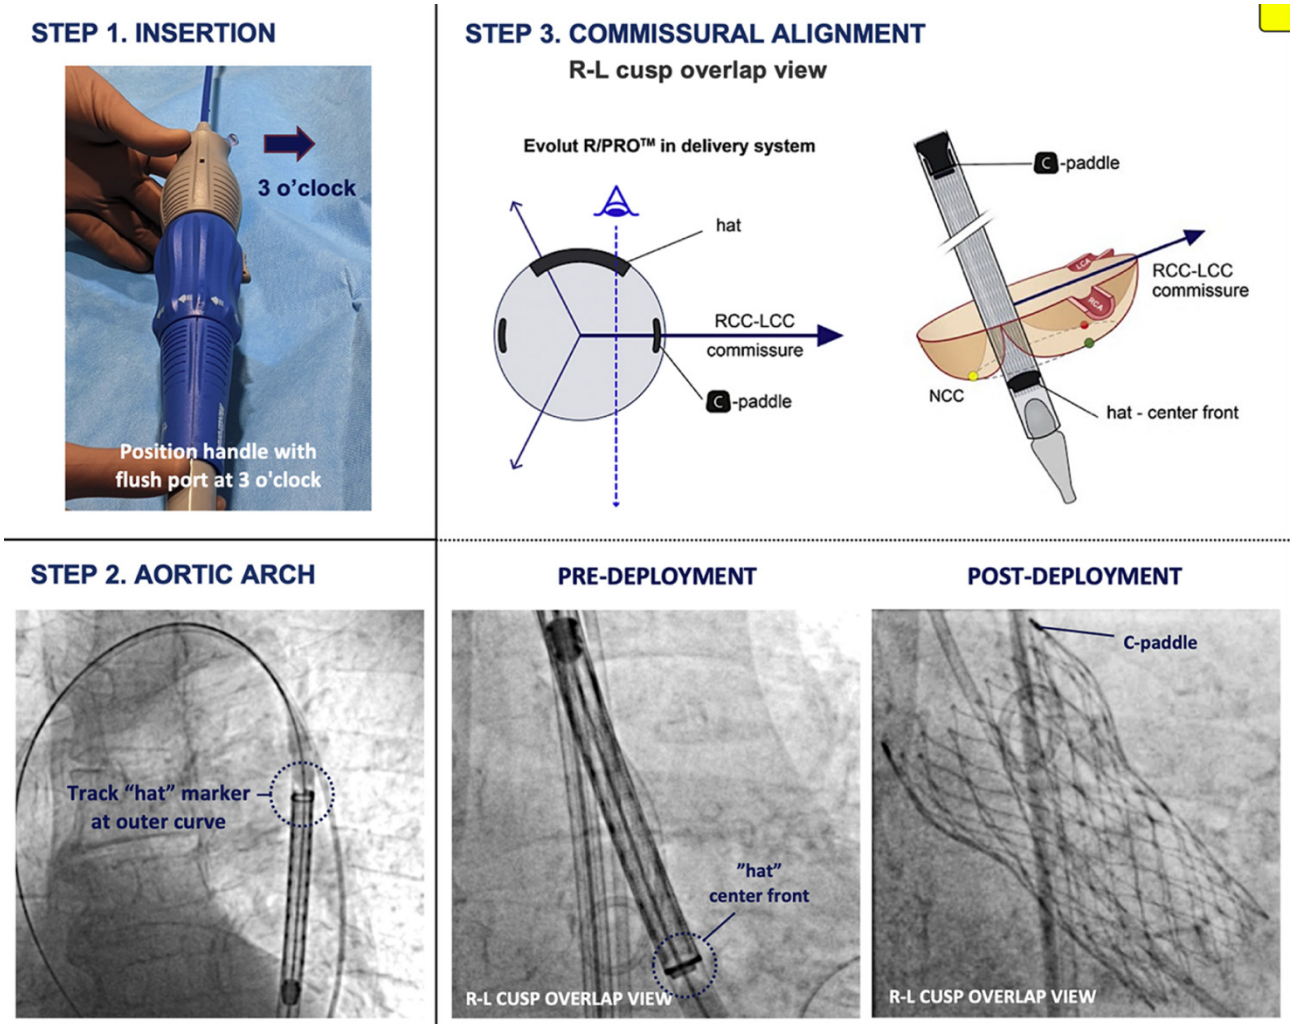 STEP 1. INSERTION
3 o'clock
Position handle with
flush port at 3 o'clock
STEP 3. COMMISSURAL ALIGNMENT
R-L cusp overlap view
Evolut R/PRO™ in delivery system
hat
RCC-LCC
commissure
C -paddle
C -paddle
LCA
RCA
RCC-LCC
commissure
NCC
hat - center front
STEP 2. AORTIC ARCH
Track “hat” marker
at outer curve
PRE-DEPLOYMENT
”hat”
center front
R-L CUSP OVERLAP VIEW
POST-DEPLOYMENT
C-paddle
R-L CUSP OVERLAP VIEW